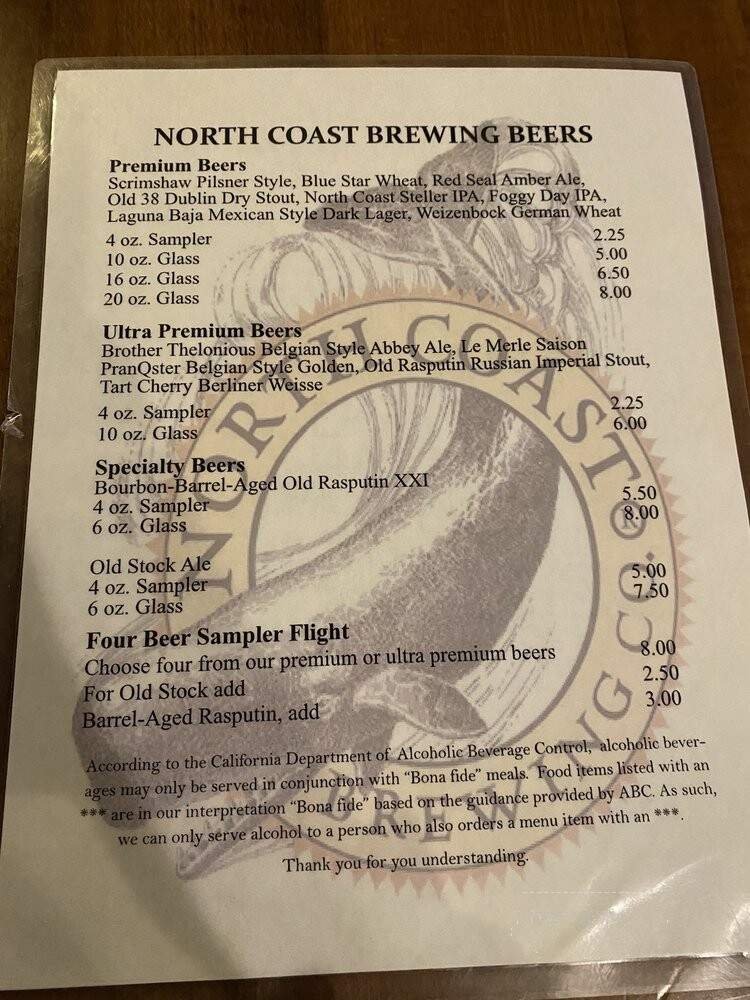 NORTH COAST BREWING BEERS
Premium Beers
Scrimshaw Pilsner Style, Blue Star Wheat, Red Seal Amber Ale,
Old 38 Dublin Dry Stout, North Coast Steller IPA, Foggy Day IPA,
Laguna Baja Mexican Style Dark Lager, Weizenbock German Wheat
4 oz. Sampler 2.25
10 oz. Glass 5.00
16 oz. Glass 6.50
20 oz. Glass 8.00
Ultra Premium Beers
Brother Thelonious Belgian Style Abbey Ale, Le Merle Saison
PranQster Belgian Style Golden, Old Rasputin Russian Imperial Stout,
Tart Cherry Berliner Weisse
4 oz. Sampler 2.25
10 oz. Glass 6.00
Specialty Beers
Bourbon-Barrel-Aged Old Rasputin XXI
4 oz. Sampler 5.50
6 oz. Glass 8.00
Old Stock Ale
4 oz. Sampler 5.00
6 oz. Glass 7.50
Four Beer Sampler Flight
Choose four from our premium or ultra premium beers 8.00
For Old Stock add 2.50
Barrel-Aged Rasputin, add 3.00
According to the California Department of Alcoholic Beverage Control, alcoholic bever-
ages may only be served in conjunction with “Bona fide” meals. Food items listed with an
*** are in our interpretation “Bona fide” based on the guidance provided by ABC. As such,
we can only serve alcohol to a person who also orders a menu item with an ***.
Thank you for you understanding.
NORTH COAST ® BREWING CO.